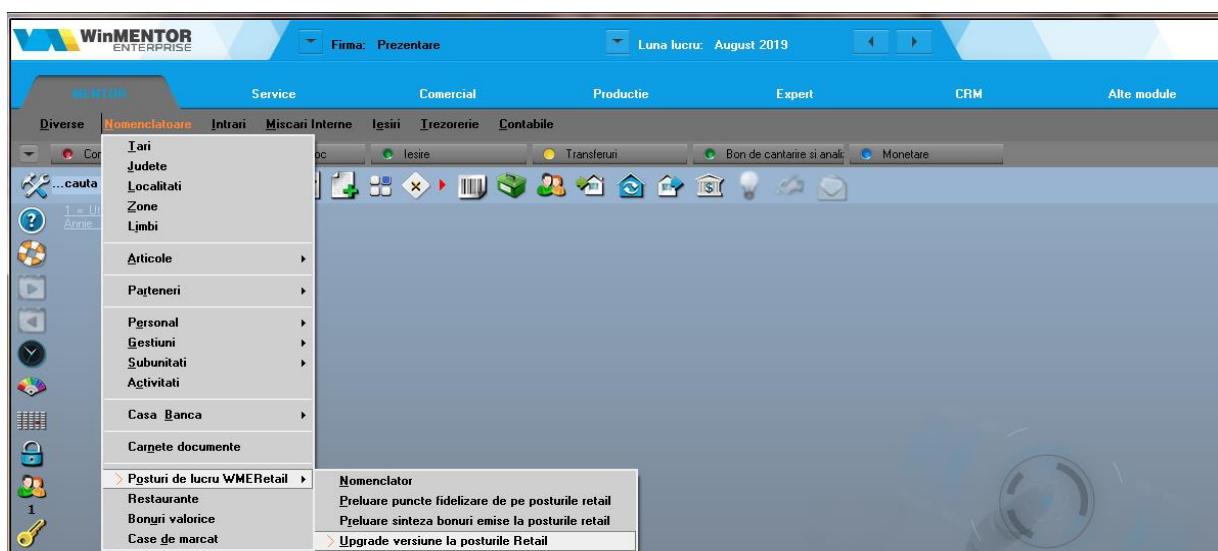 WinMENTOR
ENTERPRISE
Firma: Prezentare
Luna lucru: August 2019
MENTOR Service Comercial Productie Expert CRM Alte module
Diverse Nomenclatoare Intrari Miscari Interne Iesiri Trezorerie Contabile
Iesire Transferuri Bon de cantarire si analiz Monetare
...cauta
Annie
Tari
Judete
Localitati
Zone
Limbi
Articole
Parteneri
Personal
Gestiuni
Subunitati
Activitati
Casa Banca
Carnete documente
Posturi de lucru WMERetail
Restaurante
Bonuri valorice
Case de marcat
Nomenclator
Preluare puncte fidelizare de pe posturile retail
Preluare sinteza bonuri emise la posturile retail
Upgrade versiune la posturile Retail
1